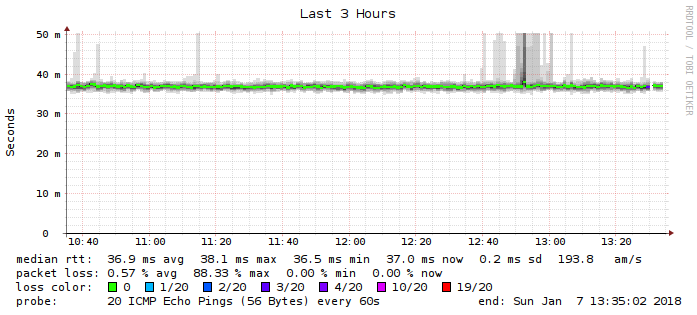 Last 3 Hours
RRDTOOL / TOBI OETIKER
Seconds
50 m
40 m
30 m
20 m
10 m
0
10:40 11:00 11:20 11:40 12:00 12:20 12:40 13:00 13:20
median rtt: 36.9 ms avg 38.1 ms max 36.5 ms min 37.0 ms now 0.2 ms sd 193.8 am/s
packet loss: 0.57 % avg 88.33 % max 0.00 % min 0.00 % now
loss color: 0 1/20 2/20 3/20 4/20 10/20 19/20
probe: 20 ICMP Echo Pings (56 Bytes) every 60s end: Sun Jan 7 13:35:02 2018